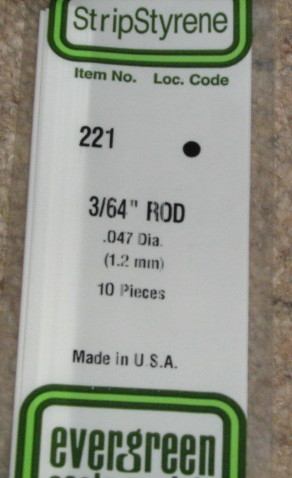 StripStyrene
Item No. Loc. Code
221
3/64" ROD
.047 Dia.
(1.2 mm)
10 Pieces
Made in U.S.A.
evergreen